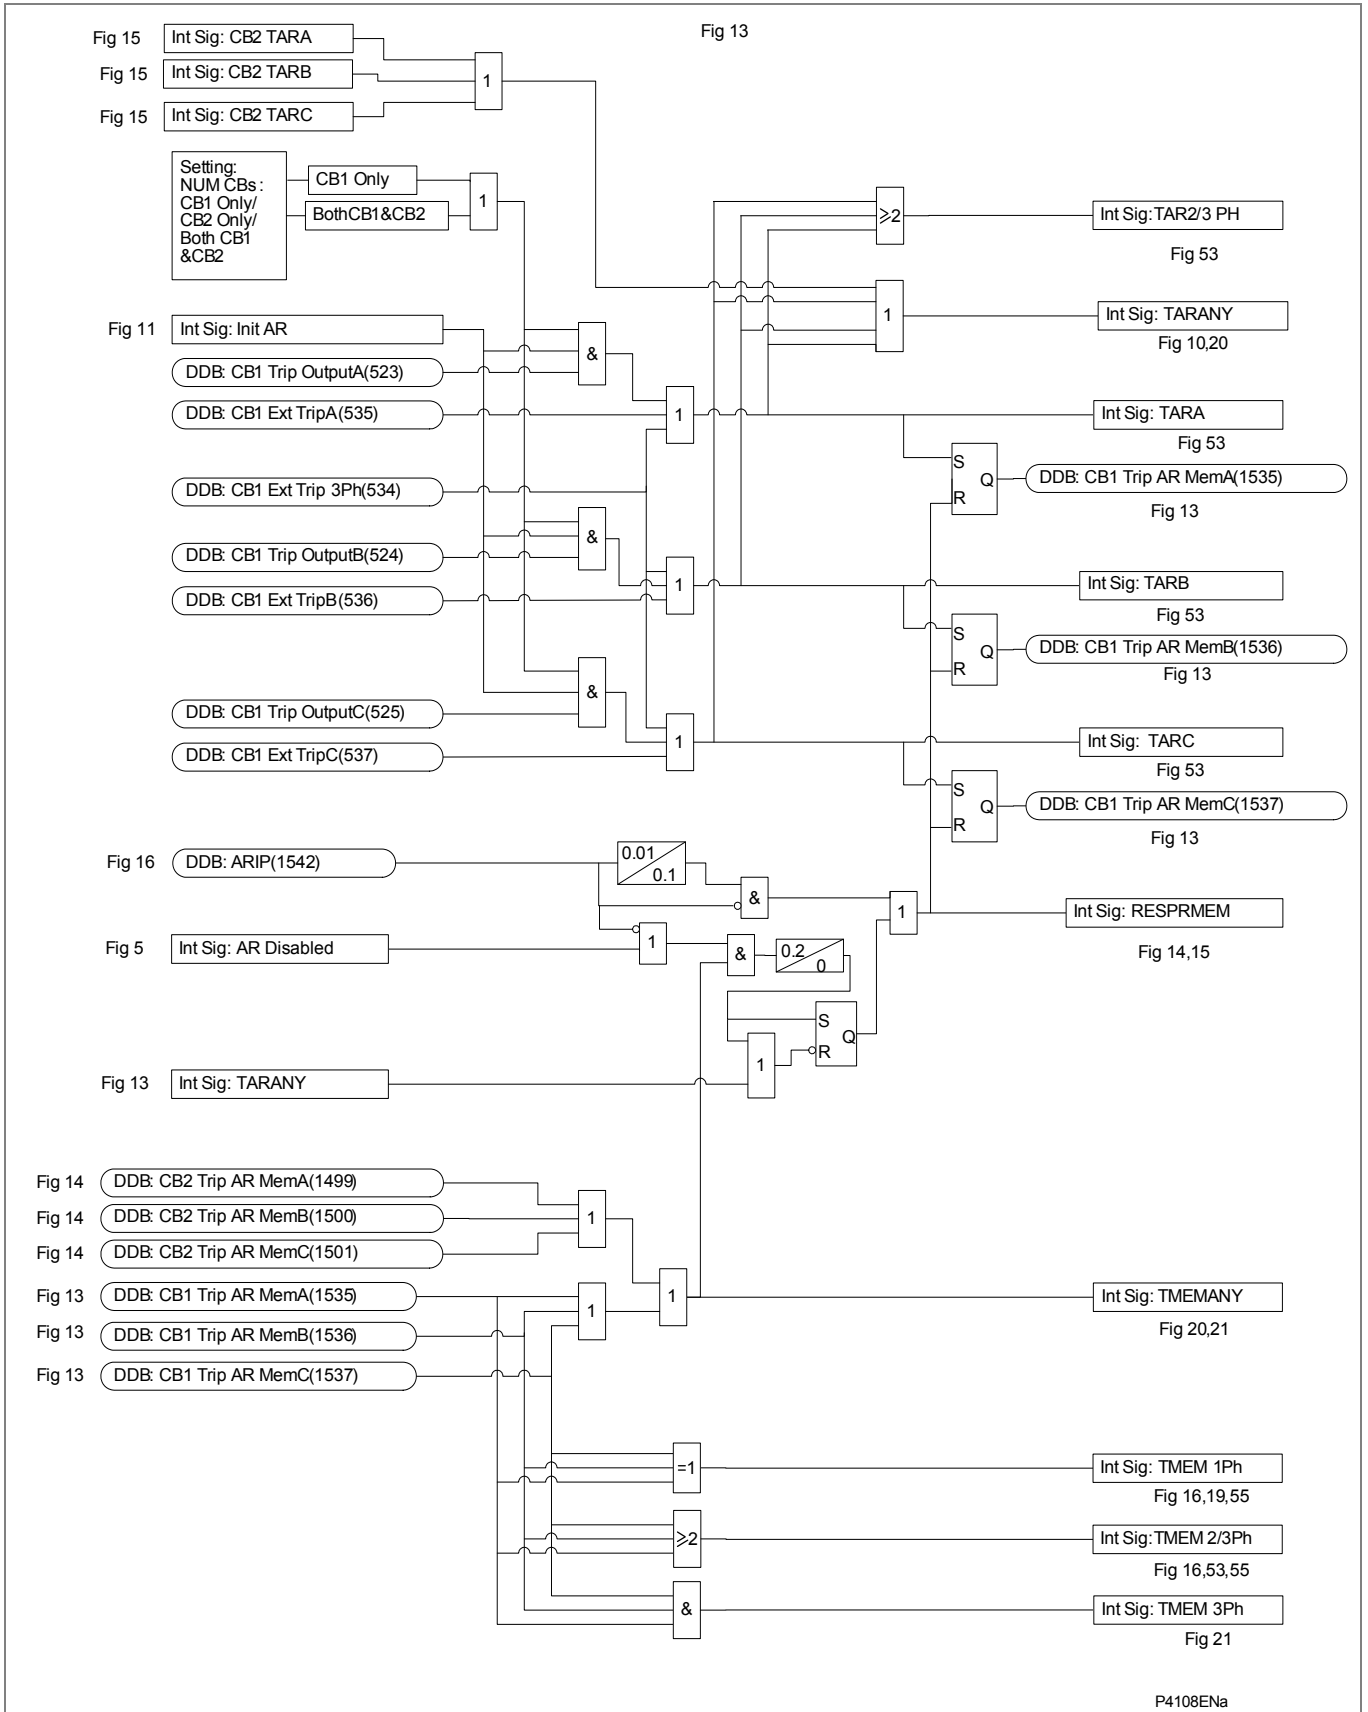 Fig 13
Fig 15
Int Sig: CB2 TARA
Fig 15
Int Sig: CB2 TARB
Fig 15
Int Sig: CB2 TARC
1
Setting:
NUM CBs :
CB1 Only/
CB2 Only/
Both CB1
&CB2
CB1 Only
BothCB1&CB2
1
≥2
Int Sig:TAR2/3 PH
Fig 53
1
Int Sig: TARANY
Fig 10,20
Fig 11
Int Sig: Init AR
DDB: CB1 Trip OutputA(523)
&
DDB: CB1 Ext TripA(535)
1
Int Sig: TARA
Fig 53
S
R
Q
DDB: CB1 Trip AR MemA(1535)
Fig 13
DDB: CB1 Ext Trip 3Ph(534)
&
DDB: CB1 Trip OutputB(524)
DDB: CB1 Ext TripB(536)
1
Int Sig: TARB
Fig 53
S
R
Q
DDB: CB1 Trip AR MemB(1536)
Fig 13
&
DDB: CB1 Trip OutputC(525)
DDB: CB1 Ext TripC(537)
1
Int Sig: TARC
Fig 53
S
R
Q
DDB: CB1 Trip AR MemC(1537)
Fig 13
Fig 16
DDB: ARIP(1542)
0.01
0.1
&
1
Int Sig: RESPRMEM
Fig 14,15
Fig 5
Int Sig: AR Disabled
1
&
0.2
0
S
R
Q
1
Fig 13
Int Sig: TARANY
Fig 14
DDB: CB2 Trip AR MemA(1499)
Fig 14
DDB: CB2 Trip AR MemB(1500)
Fig 14
DDB: CB2 Trip AR MemC(1501)
1
Fig 13
DDB: CB1 Trip AR MemA(1535)
Fig 13
DDB: CB1 Trip AR MemB(1536)
Fig 13
DDB: CB1 Trip AR MemC(1537)
1
1
Int Sig: TMEMANY
Fig 20,21
=1
Int Sig: TMEM 1Ph
Fig 16,19,55
≥2
Int Sig:TMEM 2/3Ph
Fig 16,53,55
&
Int Sig: TMEM 3Ph
Fig 21
P4108ENa